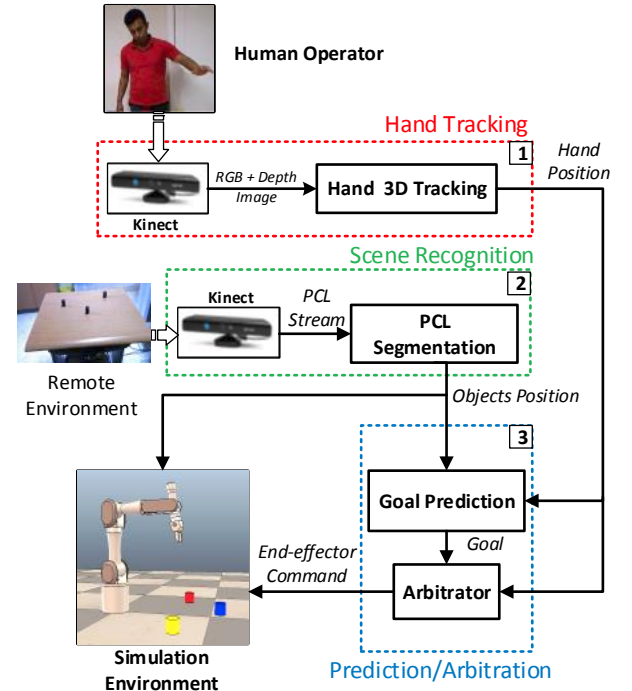 Human Operator
Hand Tracking
1
Hand
Position
RGB + Depth
Image
Hand 3D Tracking
Kinect
Scene Recognition
2
Kinect
PCL
Stream
PCL
Segmentation
Remote
Environment
Objects Position
3
Goal Prediction
Goal
End-effector
Command
Arbitrator
Simulation
Environment
Prediction/Arbitration